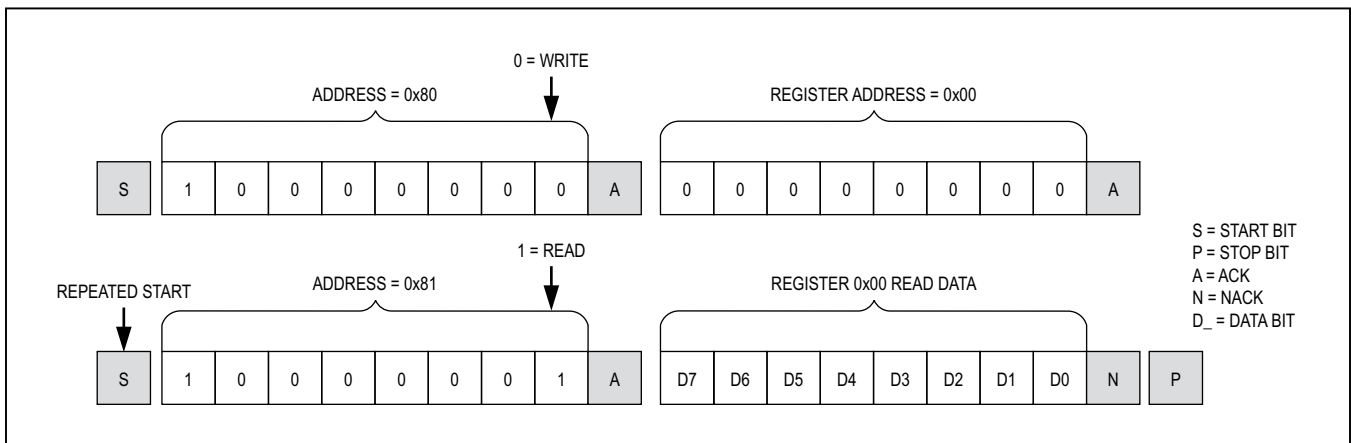 0 = WRITE
ADDRESS = 0x80 REGISTER ADDRESS = 0x00
S 1 0 0 0 0 0 0 0 A 0 0 0 0 0 0 0 0 A
S = START BIT
P = STOP BIT
A = ACK
N = NACK
D_ = DATA BIT
1 = READ
REPEATED START ADDRESS = 0x81 REGISTER 0x00 READ DATA
S 1 0 0 0 0 0 0 1 A D7 D6 D5 D4 D3 D2 D1 D0 N P